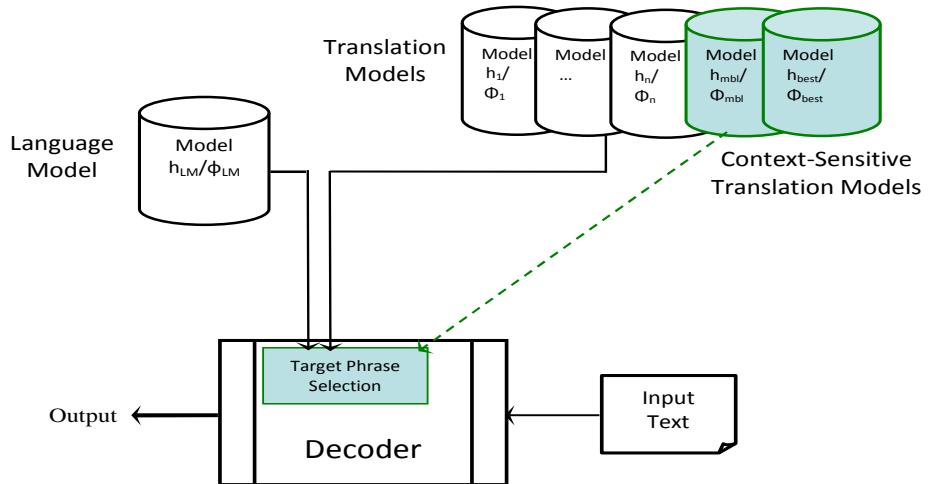 Translation
Models
Model
h₁/
Φ₁
Model
...
Model
hₙ/
Φₙ
Model
h_mbl/
Φ_mbl
Model
h_best/
Φ_best
Language
Model
Model
h_LM/ϕ_LM
Context-Sensitive
Translation Models
Target Phrase
Selection
Decoder
Output
Input
Text